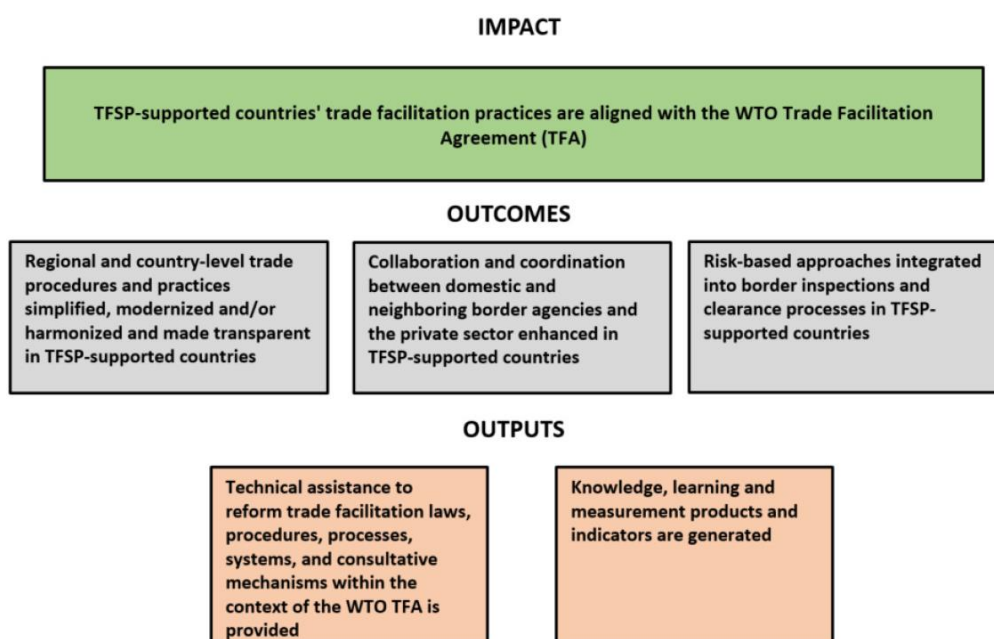 IMPACT
TFSP-supported countries' trade facilitation practices are aligned with the WTO Trade Facilitation
Agreement (TFA)
OUTCOMES
Regional and country-level trade
procedures and practices
simplified, modernized and/or
harmonized and made transparent
in TFSP-supported countries
Collaboration and coordination
between domestic and
neighboring border agencies and
the private sector enhanced in
TFSP-supported countries
Risk-based approaches integrated
into border inspections and
clearance processes in TFSP-
supported countries
OUTPUTS
Technical assistance to
reform trade facilitation laws,
procedures, processes,
systems, and consultative
mechanisms within the
context of the WTO TFA is
provided
Knowledge, learning and
measurement products and
indicators are generated